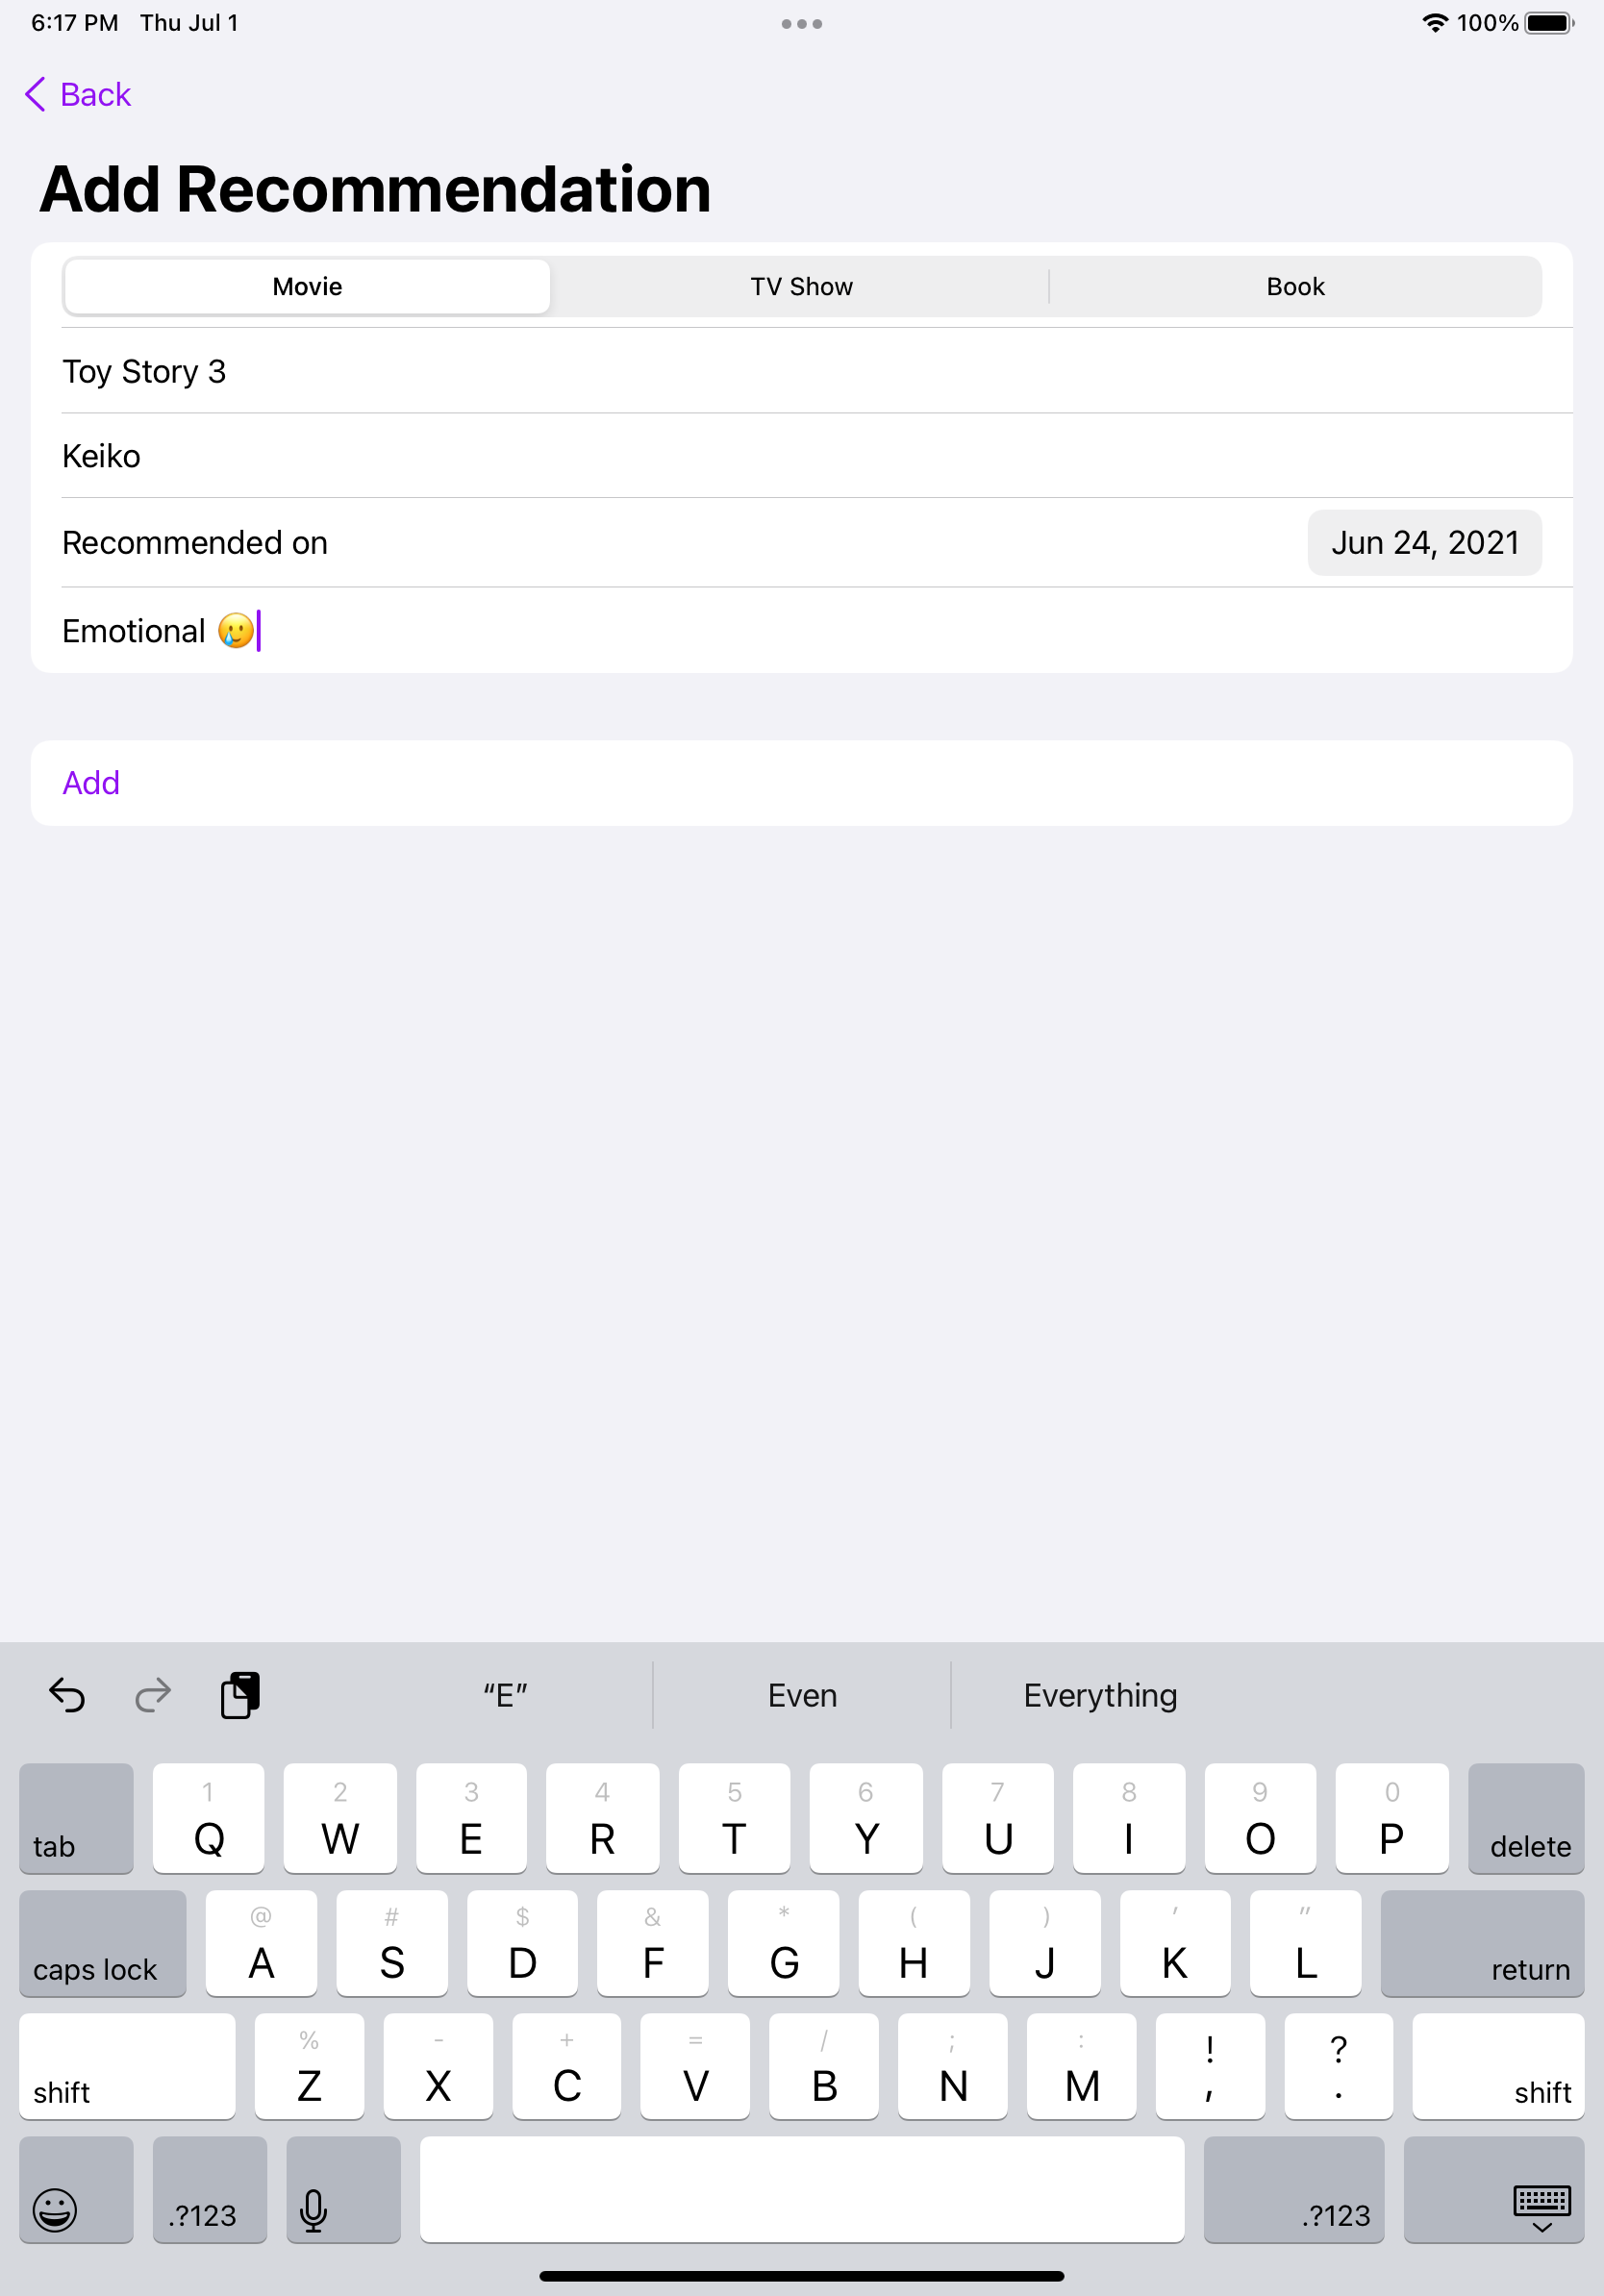 6:17 PM Thu Jul 1 100%
Back
Add Recommendation
Movie TV Show Book
Toy Story 3
Keiko
Recommended on Jun 24, 2021
Emotional 🥲
Add
“E” Even Everything
1 2 3 4 5 6 7 8 9 0
tab Q W E R T Y U I O P delete
@ # $ & * ( ) ' "
caps lock A S D F G H J K L return
% - + = / ; : ! ?
shift Z X C V B N M , . shift
.?123 .?123